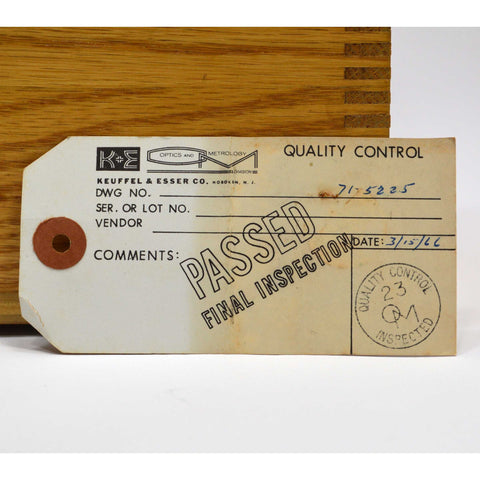 K+E OPTICS AND METROLOGY DIVISION QUALITY CONTROL
KEUFFEL & ESSER CO. HOBOKEN, N. J.
DWG NO. 71-5225
SER. OR LOT NO.
VENDOR
COMMENTS:
PASSED
FINAL INSPECTION
DATE: 3/15/66
QUALITY CONTROL
23
OM
INSPECTED